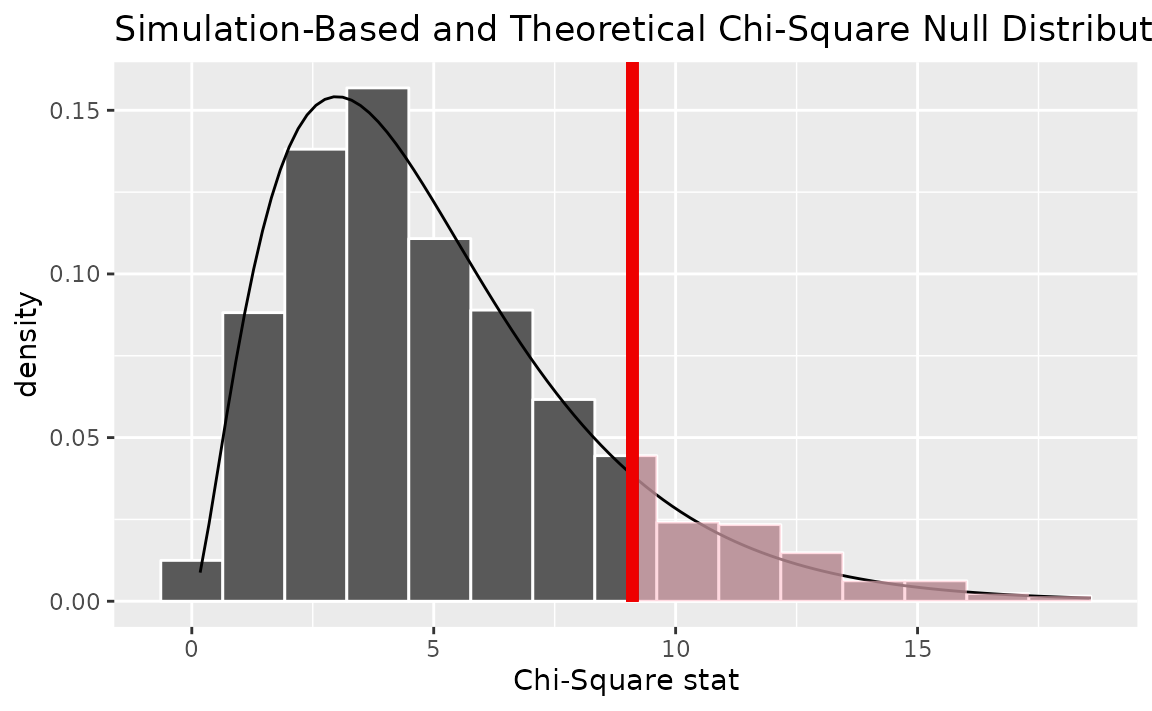 Simulation-Based and Theoretical Chi-Square Null Distribut
0.15
0.10
0.05
0.00
density
0
5
10
15
Chi-Square stat